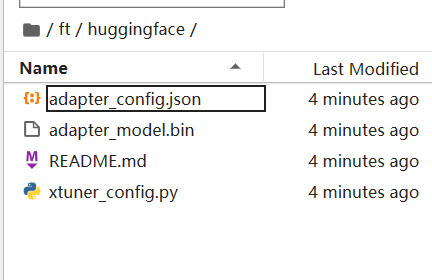 / ft / huggingface /
Name Last Modified
adapter_config.json 4 minutes ago
adapter_model.bin 4 minutes ago
README.md 4 minutes ago
xtuner_config.py 4 minutes ago